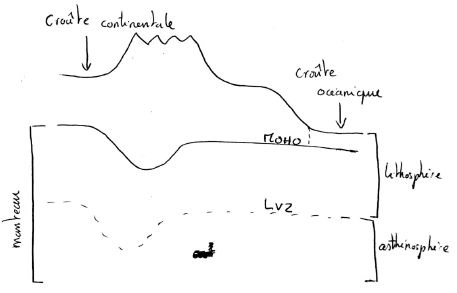 Croûte continentale
Croûte
océanique
MOHO
lithosphère
LVZ
manteau
asthénosphère